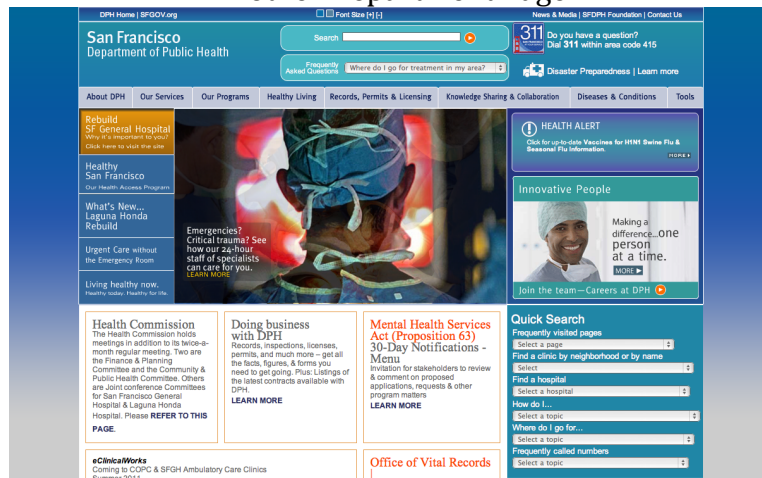 DPH Home | SFGOV.org
Font Size [+] [-]
News & Media | SFDPH Foundation | Contact Us
San Francisco
Department of Public Health
Search
Frequently
Asked Questions
Where do I go for treatment in my area?
311
Do you have a question?
Dial 311 within area code 415
Disaster Preparedness | Learn more
About DPH
Our Services
Our Programs
Healthy Living
Records, Permits & Licensing
Knowledge Sharing & Collaboration
Diseases & Conditions
Tools
Rebuild
SF General Hospital
Why it's important to you?
Click here to visit the site
Healthy
San Francisco
Our Health Access Program
What's New...
Laguna Honda
Rebuild
Urgent Care without
the Emergency Room
Living healthy now.
Healthy today. Healthy for life.
Emergencies?
Critical trauma? See
how our 24-hour
staff of specialists
can care for you.
LEARN MORE
HEALTH ALERT
Click for up-to-date Vaccines for H1N1 Swine Flu &
Seasonal Flu Information.
MORE
Innovative People
Making a
difference...one
person
at a time.
MORE
Join the team—Careers at DPH
Health Commission
The Health Commission holds
meetings in addition to its twice-a-
month regular meeting. Two are
the Finance & Planning
Committee and the Community &
Public Health Committee. Others
are Joint conference Committees
for San Francisco General
Hospital & Laguna Honda
Hospital. Please REFER TO THIS
PAGE.
Doing business
with DPH
Records, inspections, licenses,
permits, and much more – get all
the facts, figures, & forms you
need to get going. Plus: Listings of
the latest contracts available with
DPH.
LEARN MORE
Mental Health Services
Act (Proposition 63)
30-Day Notifications -
Menu
Invitation for stakeholders to review
& comment on proposed
applications, requests & other
program matters
LEARN MORE
Quick Search
Frequently visited pages
Select a page
Find a clinic by neighborhood or by name
Select
Find a hospital
Select a hospital
How do I...
Select a topic
Where do I go for...
Select a topic
Frequently called numbers
Select a topic
eClinicalWorks
Coming to COPC & SFGH Ambulatory Care Clinics
Office of Vital Records